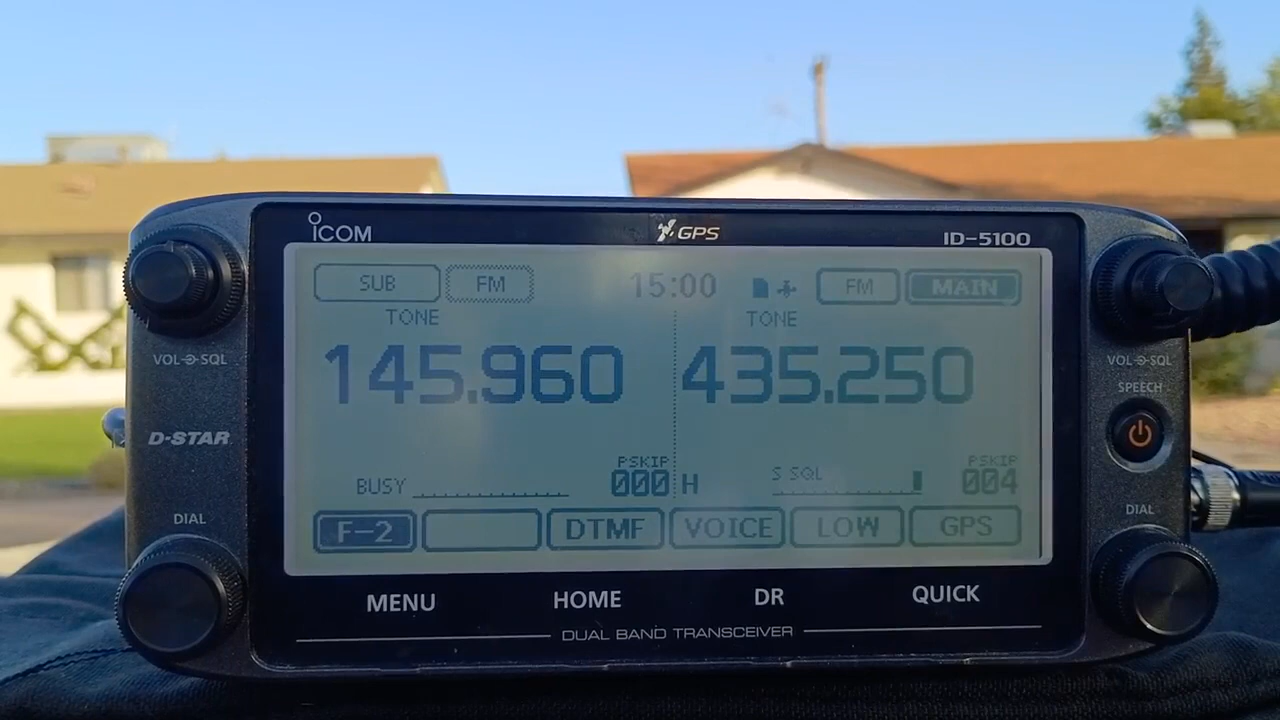 ICOM GPS ID-5100
SUB FM 15:00 FM MAIN
TONE TONE
145.960 435.250
VOL SQL VOL SQL
SPEECH
D-STAR
PSKIP PSKIP
BUSY 000 H S SQL 004
DIAL DIAL
F-2 DTMF VOICE LOW GPS
MENU HOME DR QUICK
DUAL BAND TRANSCEIVER